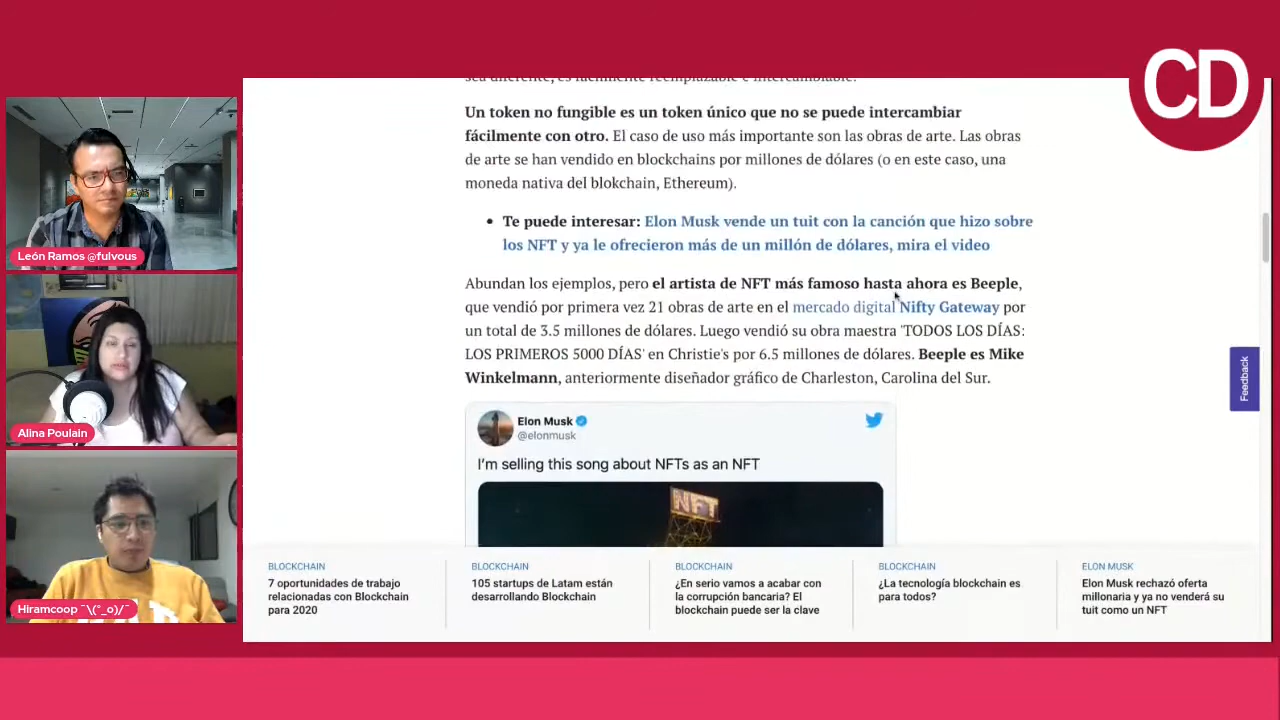 CD
sea diferente, es fácilmente reemplazable e intercambiable.
Un token no fungible es un token único que no se puede intercambiar
fácilmente con otro. El caso de uso más importante son las obras de arte. Las obras
de arte se han vendido en blockchains por millones de dólares (o en este caso, una
moneda nativa del blokchain, Ethereum).
• Te puede interesar: Elon Musk vende un tuit con la canción que hizo sobre
los NFT y ya le ofrecieron más de un millón de dólares, mira el video
Abundan los ejemplos, pero el artista de NFT más famoso hasta ahora es Beeple,
que vendió por primera vez 21 obras de arte en el mercado digital Nifty Gateway por
un total de 3.5 millones de dólares. Luego vendió su obra maestra 'TODOS LOS DÍAS:
LOS PRIMEROS 5000 DÍAS' en Christie's por 6.5 millones de dólares. Beeple es Mike
Winkelmann, anteriormente diseñador gráfico de Charleston, Carolina del Sur.
Elon Musk
@elonmusk
I'm selling this song about NFTs as an NFT
NFT
Feedback
BLOCKCHAIN
7 oportunidades de trabajo
relacionadas con Blockchain
para 2020
BLOCKCHAIN
105 startups de Latam están
desarrollando Blockchain
BLOCKCHAIN
¿En serio vamos a acabar con
la corrupción bancaria? El
blockchain puede ser la clave
BLOCKCHAIN
¿La tecnología blockchain es
para todos?
ELON MUSK
Elon Musk rechazó oferta
millonaria y ya no venderá su
tuit como un NFT
León Ramos @fulvous
Alina Poulain
Hiramcoop ¯\(°_o)/¯